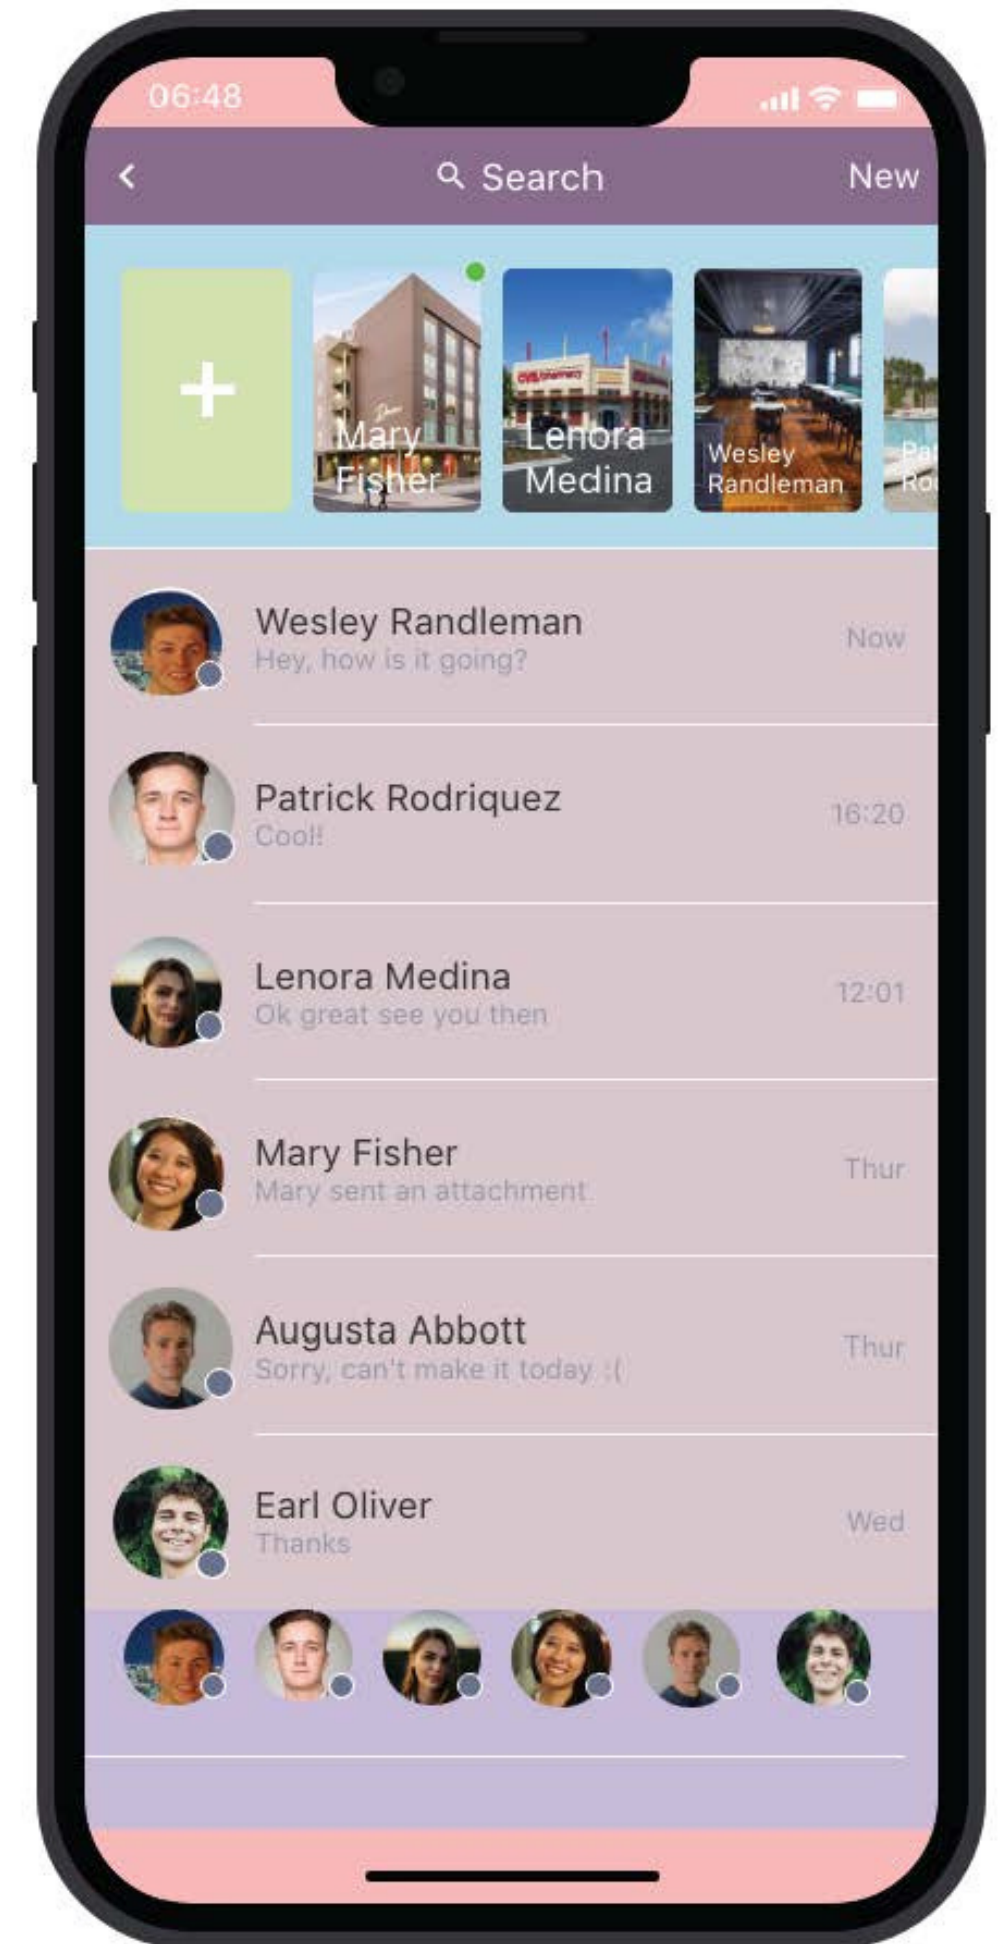 06:48
Search
New
Mary
Fisher
Lenora
Medina
Wesley
Randleman
CVS pharmacy
Wesley Randleman
Hey, how is it going?
Now
Patrick Rodriquez
Cool!
16:20
Lenora Medina
Ok great see you then
12:01
Mary Fisher
Mary sent an attachment
Thur
Augusta Abbott
Sorry, can't make it today :(
Thur
Earl Oliver
Thanks
Wed